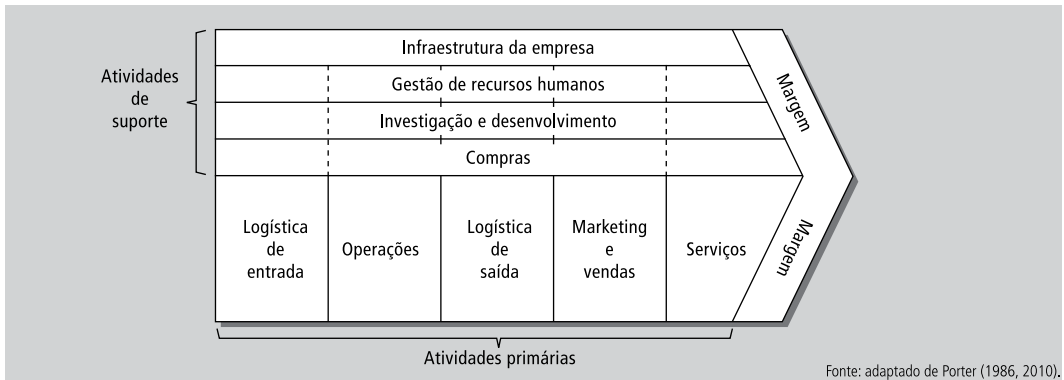 Infraestrutura da empresa
Atividades
de
suporte
Gestão de recursos humanos
Investigação e desenvolvimento
Compras
Margem
Logística
de
entrada
Operações
Logística
de
saída
Marketing
e
vendas
Serviços
Margem
Atividades primárias
Fonte: adaptado de Porter (1986, 2010).